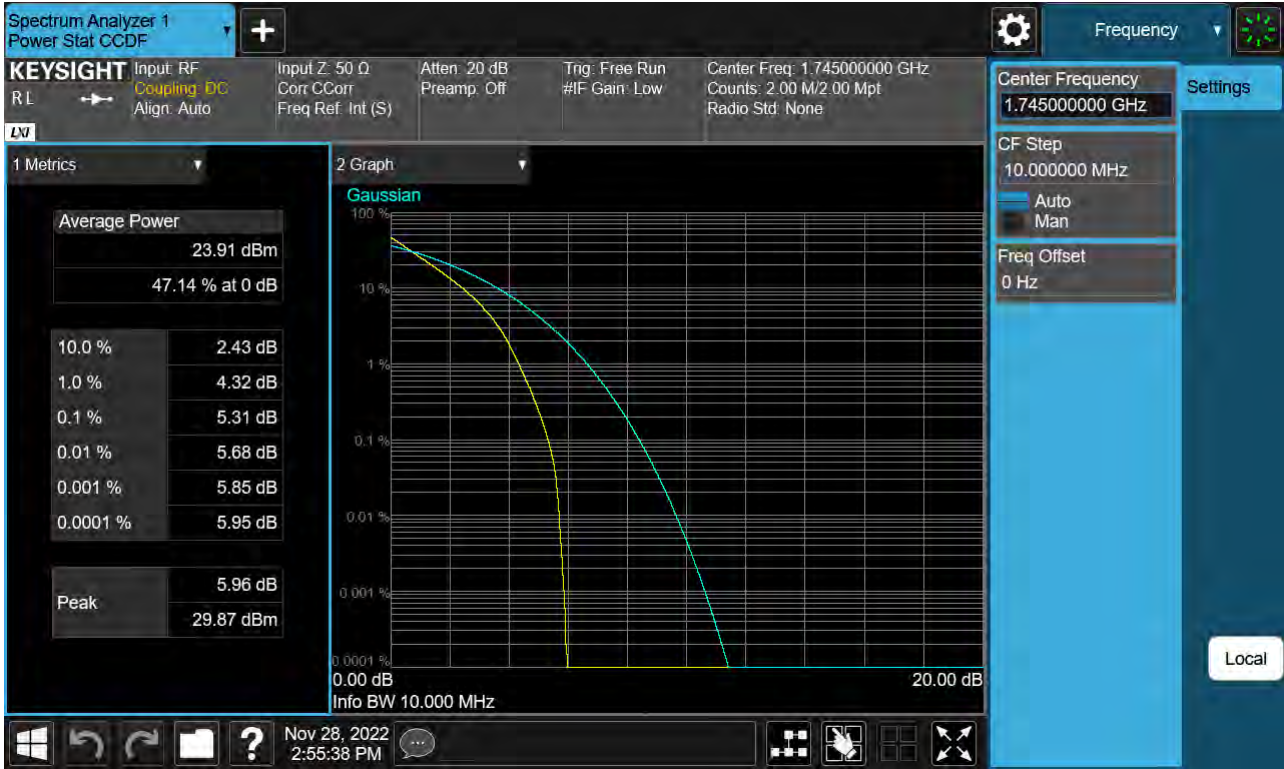 Spectrum Analyzer 1
Power Stat CCDF
Frequency
KEYSIGHT
R L
LXI
Input: RF
Coupling: DC
Align: Auto
Input Z: 50 Ω
Corr CCorr
Freq Ref: Int (S)
Atten: 20 dB
Preamp: Off
Trig: Free Run
#IF Gain: Low
Center Freq: 1.745000000 GHz
Counts: 2.00 M/2.00 Mpt
Radio Std: None
Center Frequency
1.745000000 GHz
Settings
CF Step
10.000000 MHz
Auto
Man
Freq Offset
0 Hz
1 Metrics
Average Power
23.91 dBm
47.14 % at 0 dB
10.0 % 2.43 dB
1.0 % 4.32 dB
0.1 % 5.31 dB
0.01 % 5.68 dB
0.001 % 5.85 dB
0.0001 % 5.95 dB
Peak 5.96 dB
29.87 dBm
2 Graph
Gaussian
100 %
10 %
1 %
0.1 %
0.01 %
0.001 %
0.0001 %
0.00 dB 20.00 dB
Info BW 10.000 MHz
Local
?
Nov 28, 2022
2:55:38 PM